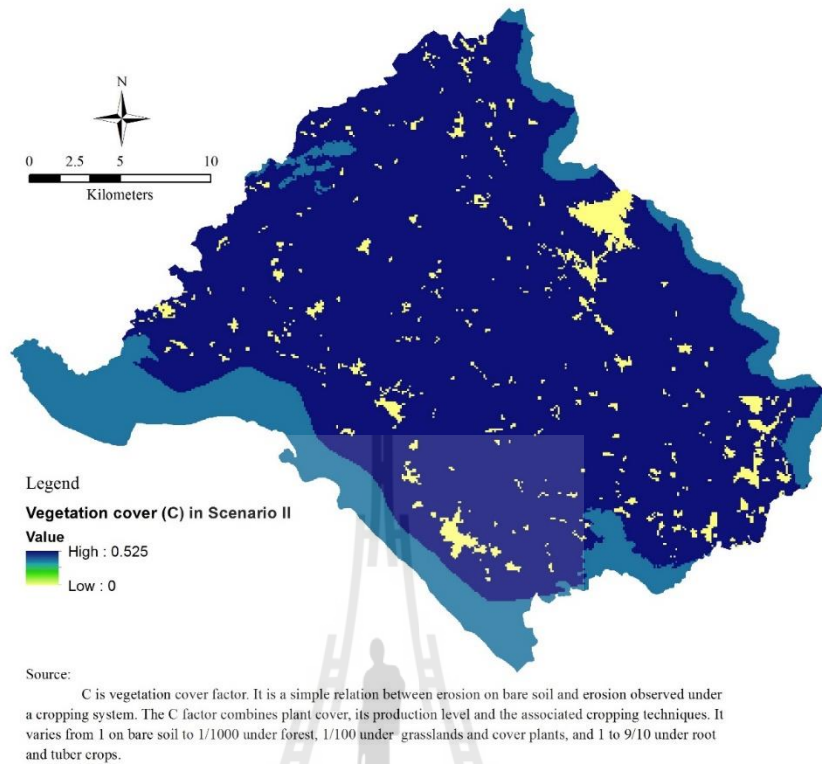 N
0 2.5 5 10
Kilometers
Legend
Vegetation cover (C) in Scenario II
Value
High : 0.525
Low : 0
Source:
C is vegetation cover factor. It is a simple relation between erosion on bare soil and erosion observed under
a cropping system. The C factor combines plant cover, its production level and the associated cropping techniques. It
varies from 1 on bare soil to 1/1000 under forest, 1/100 under grasslands and cover plants, and 1 to 9/10 under root
and tuber crops.